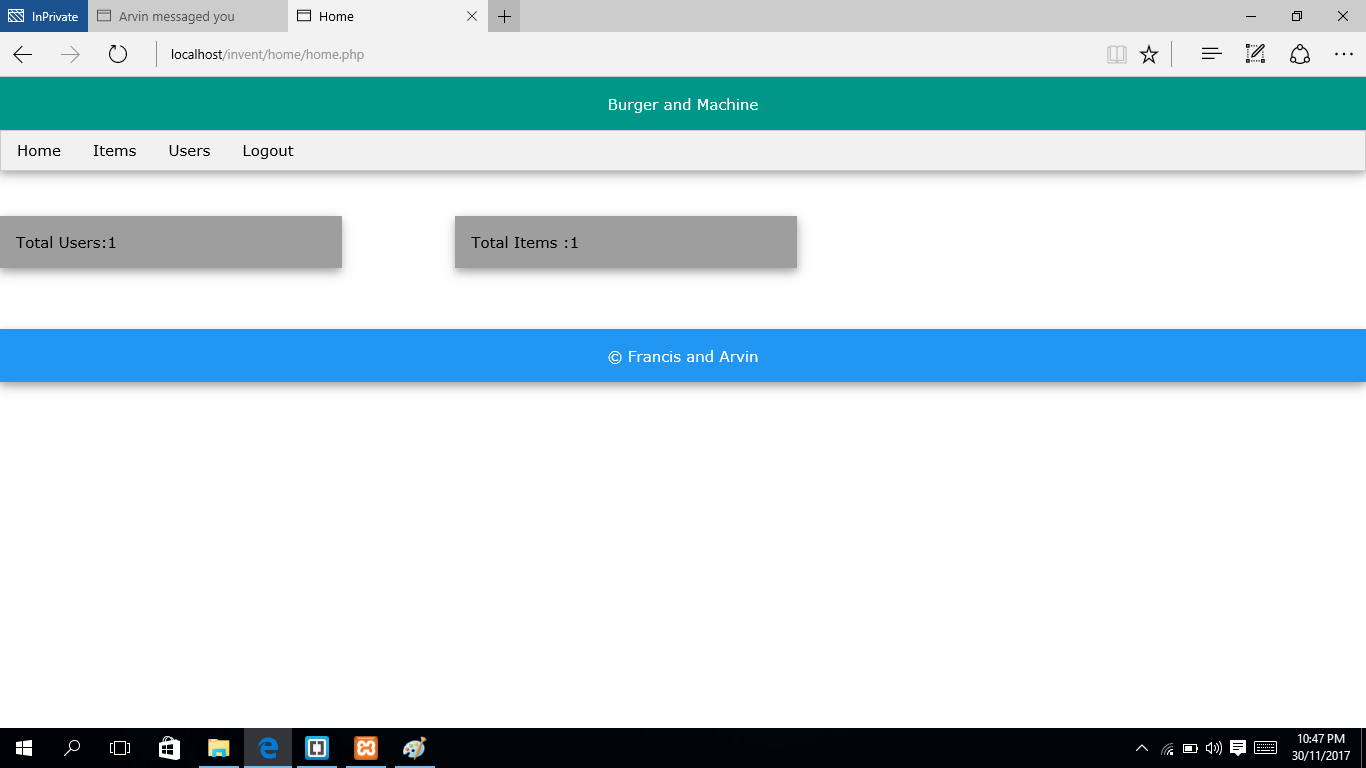 InPrivate
Arvin messaged you
Home
localhost/invent/home/home.php
Burger and Machine
Home Items Users Logout
Total Users:1
Total Items :1
© Francis and Arvin
10:47 PM
30/11/2017